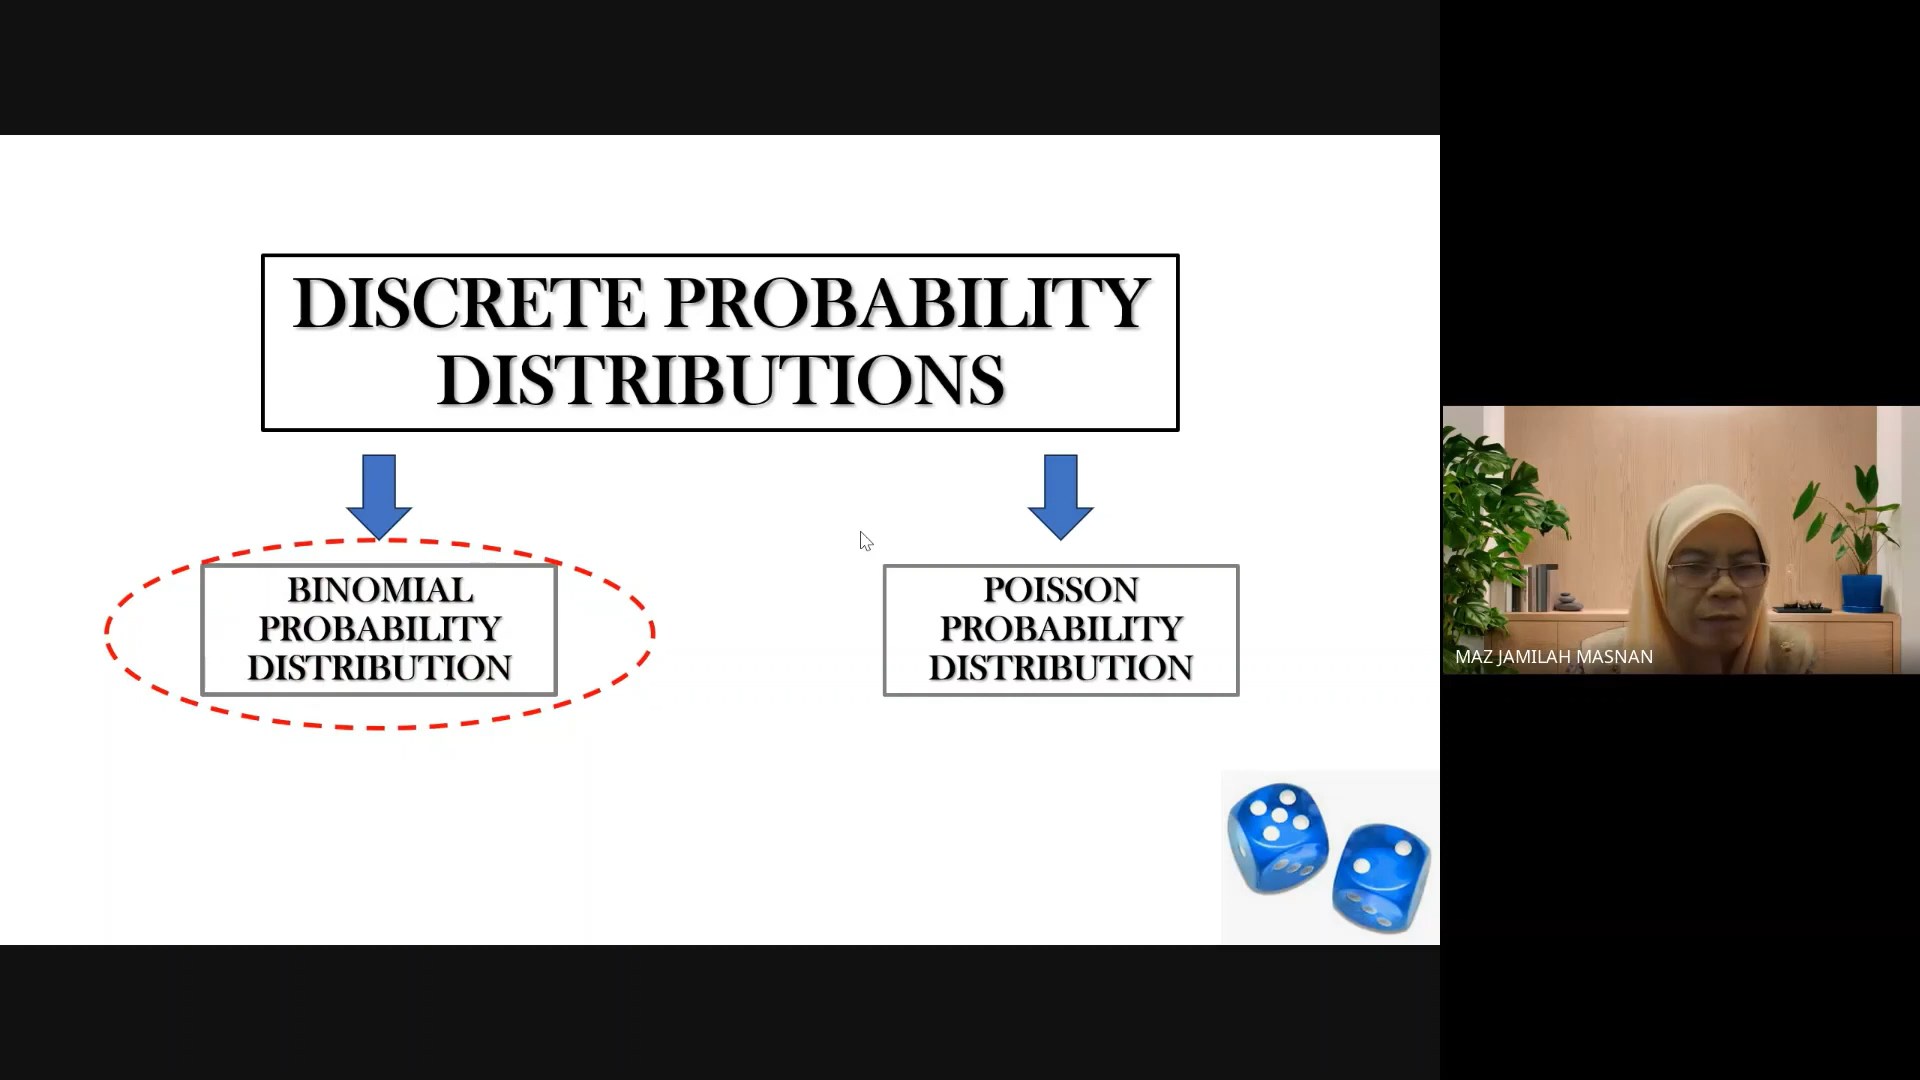 DISCRETE PROBABILITY
DISTRIBUTIONS
BINOMIAL
PROBABILITY
DISTRIBUTION
POISSON
PROBABILITY
DISTRIBUTION
MAZ JAMILAH MASNAN